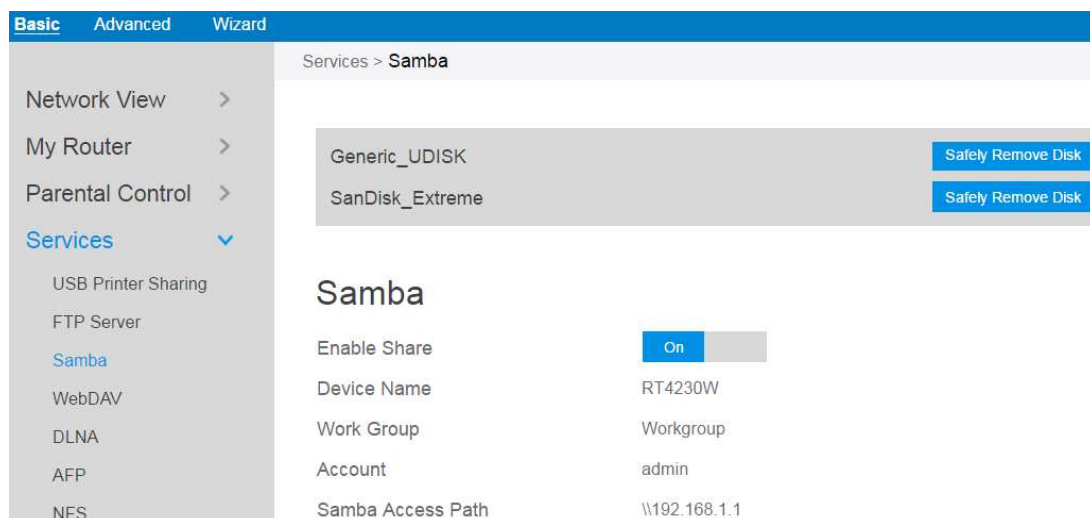 Basic Advanced Wizard
Services > Samba
Network View >
My Router >
Parental Control >
Services
USB Printer Sharing
FTP Server
Samba
WebDAV
DLNA
AFP
NFS
Generic_UDISK Safely Remove Disk
SanDisk_Extreme Safely Remove Disk
Samba
Enable Share On
Device Name RT4230W
Work Group Workgroup
Account admin
Samba Access Path \\192.168.1.1